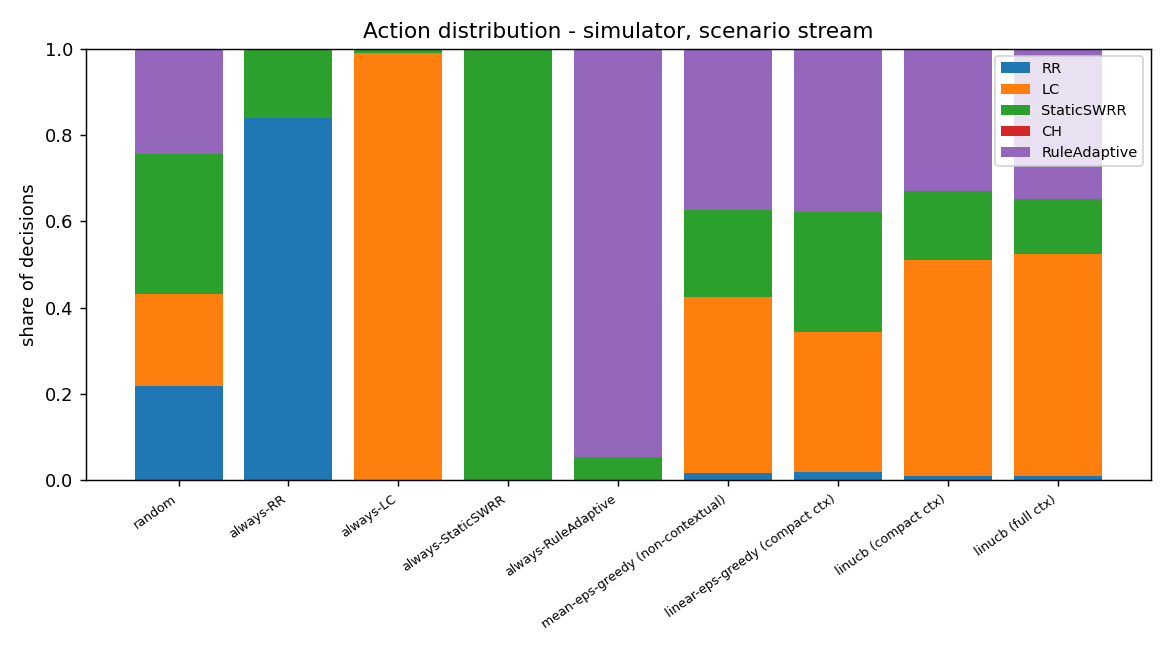 Action distribution - simulator, scenario stream
share of decisions
1.0
0.8
0.6
0.4
0.2
0.0
RR
LC
StaticSWRR
CH
RuleAdaptive
random
always-RR
always-LC
always-StaticSWRR
always-RuleAdaptive
mean-eps-greedy (non-contextual)
linear-eps-greedy (compact ctx)
linucb (compact ctx)
linucb (full ctx)